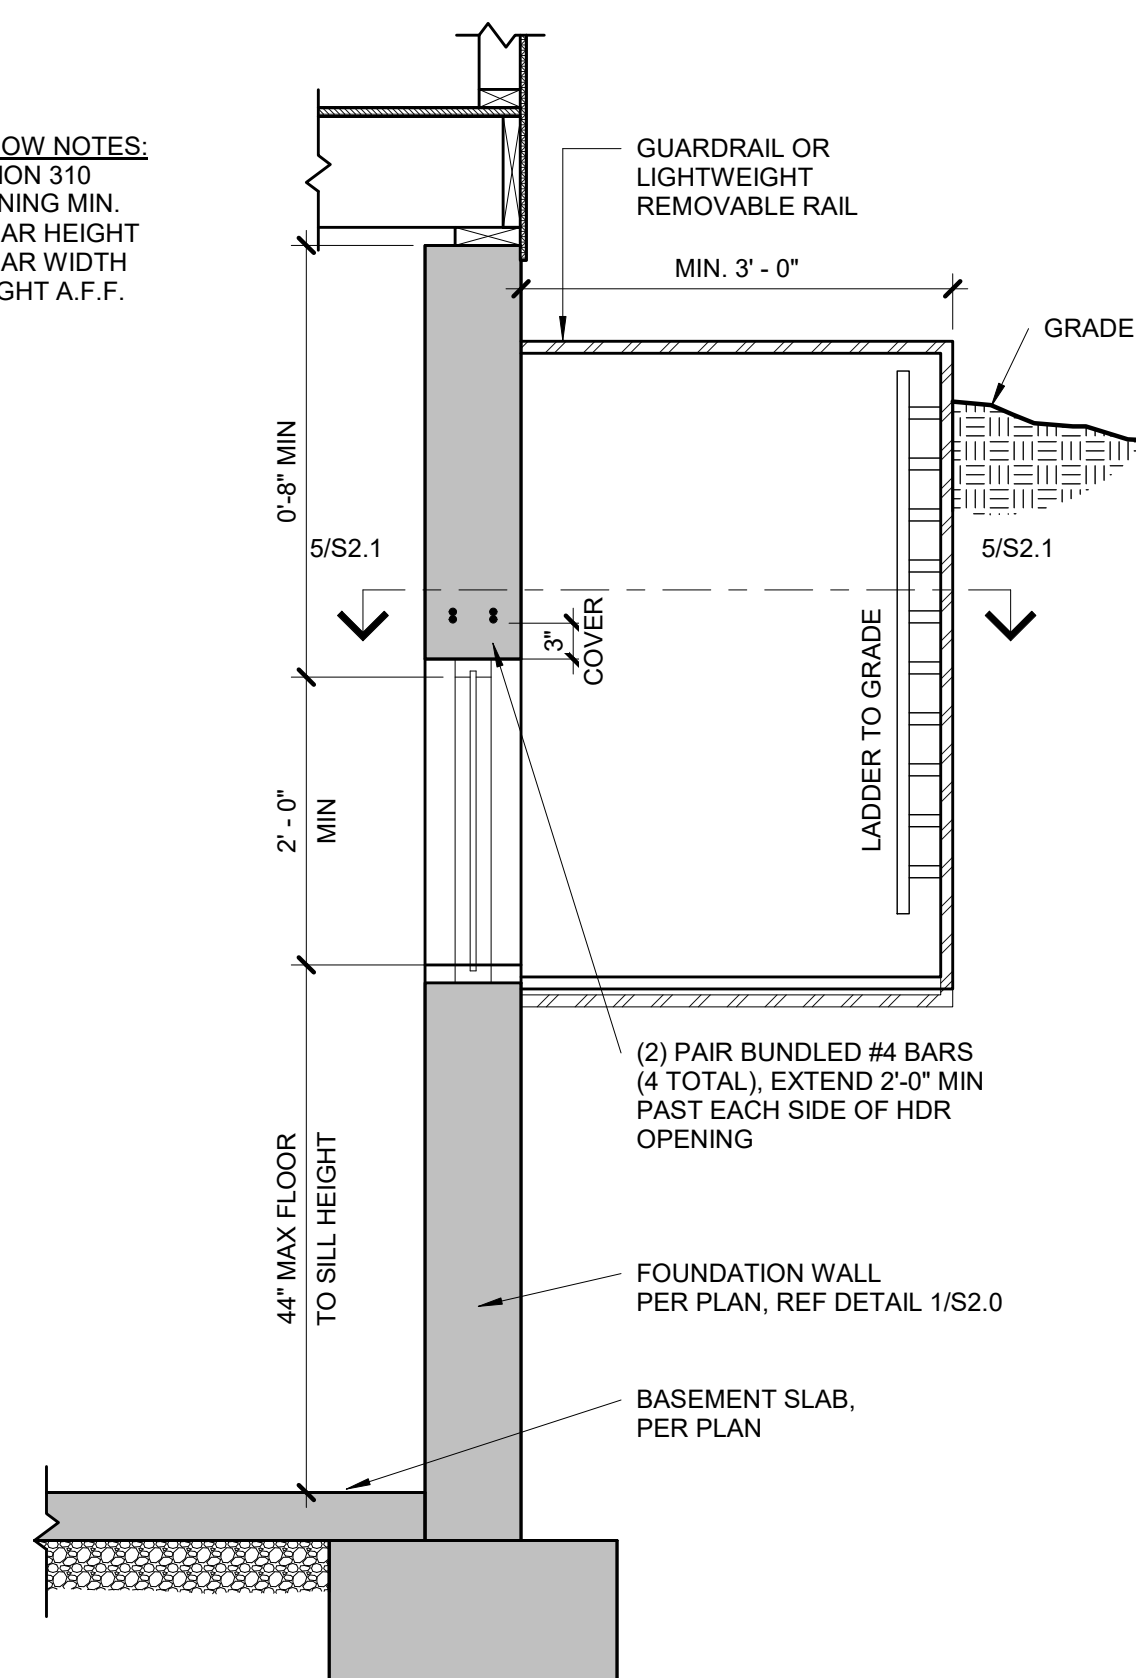 OW NOTES:
ION 310
NING MIN.
AR HEIGHT
AR WIDTH
GHT A.F.F.
GUARDRAIL OR
LIGHTWEIGHT
REMOVABLE RAIL
MIN. 3' - 0"
GRADE
0'-8" MIN
5/S2.1
5/S2.1
3"
COVER
LADDER TO GRADE
2' - 0"
MIN
(2) PAIR BUNDLED #4 BARS
(4 TOTAL), EXTEND 2'-0" MIN
PAST EACH SIDE OF HDR
OPENING
44" MAX FLOOR
TO SILL HEIGHT
FOUNDATION WALL
PER PLAN, REF DETAIL 1/S2.0
BASEMENT SLAB,
PER PLAN